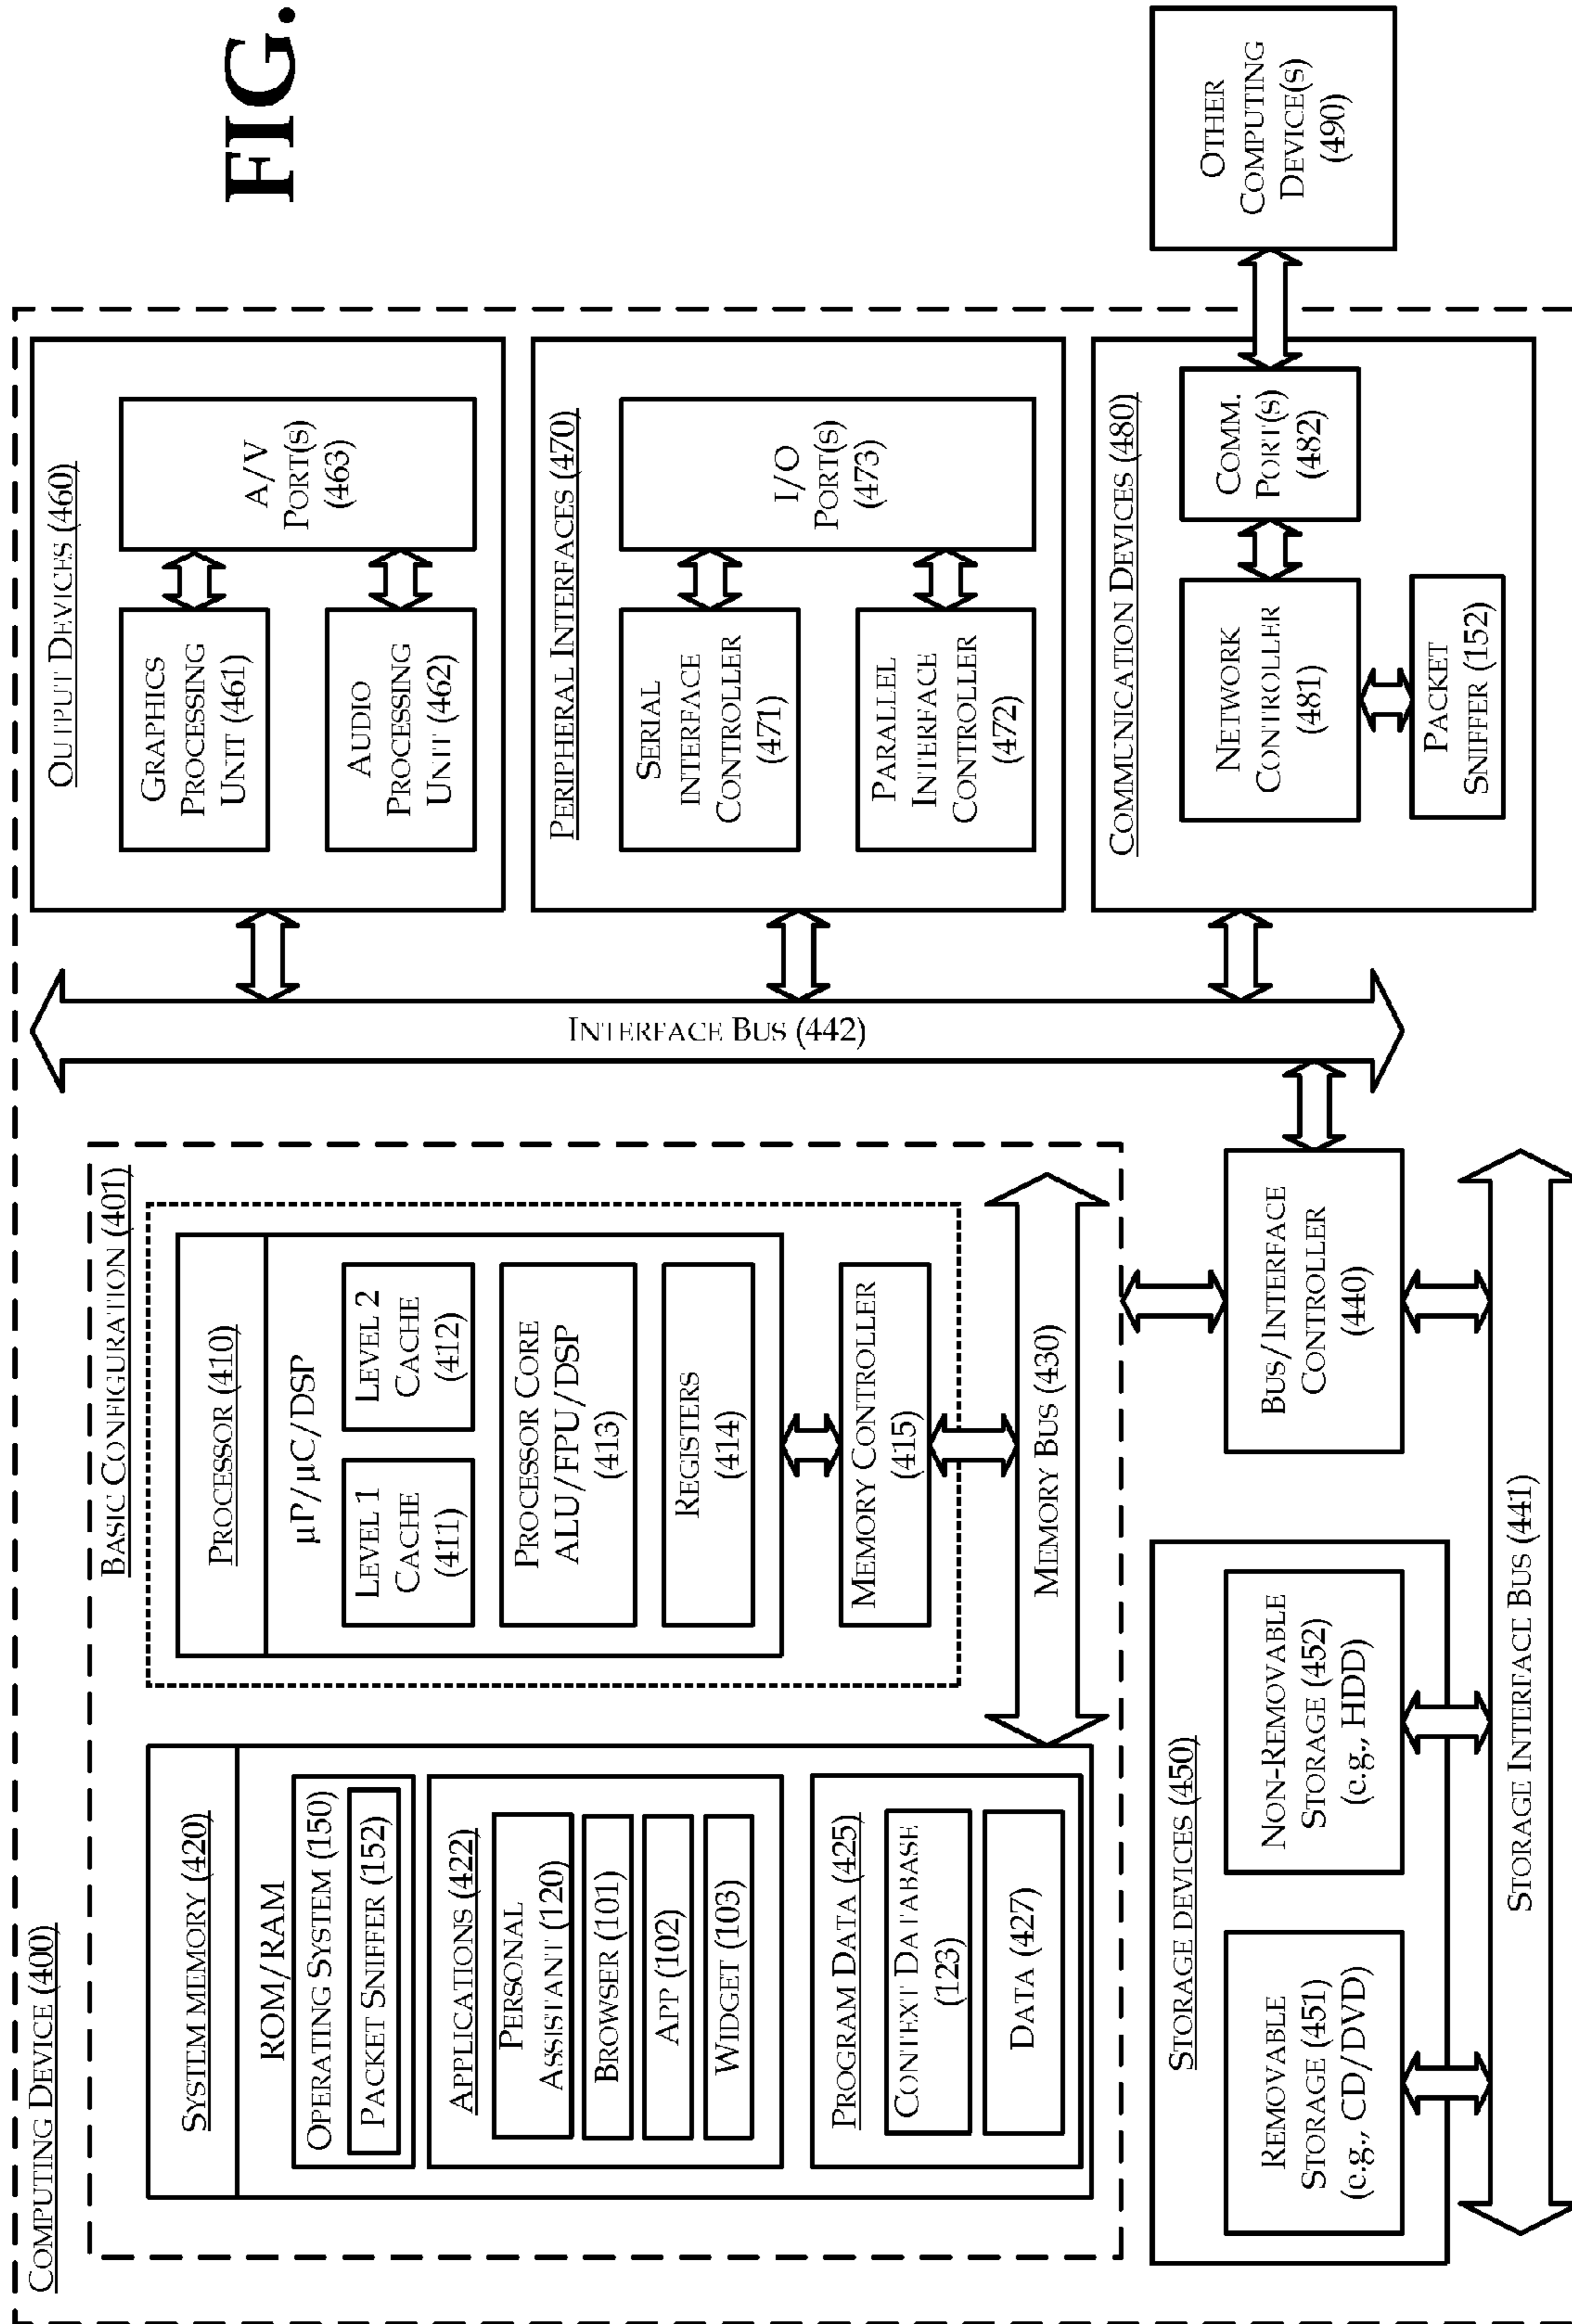 FIG.
COMPUTING DEVICE (400)
BASIC CONFIGURATION (401)
SYSTEM MEMORY (420)
ROM/RAM
OPERATING SYSTEM (150)
PACKET SNIFFER (152)
APPLICATIONS (422)
PERSONAL
ASSISTANT (120)
BROWSER (101)
APP (102)
WIDGET (103)
PROGRAM DATA (425)
CONTEXT DATABASE
(123)
DATA (427)
PROCESSOR (410)
µP/µC/DSP
LEVEL 1
CACHE
(411)
LEVEL 2
CACHE
(412)
PROCESSOR CORE
ALU/FPU/DSP
(413)
REGISTERS
(414)
MEMORY CONTROLLER
(415)
MEMORY BUS (430)
BUS/INTERFACE
CONTROLLER
(440)
STORAGE DEVICES (450)
REMOVABLE
STORAGE (451)
(e.g., CD/DVD)
NON-REMOVABLE
STORAGE (452)
(e.g., HDD)
STORAGE INTERFACE BUS (441)
INTERFACE BUS (442)
OUTPUT DEVICES (460)
GRAPHICS
PROCESSING
UNIT (461)
AUDIO
PROCESSING
UNIT (462)
A/V
PORT(S)
(463)
PERIPHERAL INTERFACES (470)
SERIAL
INTERFACE
CONTROLLER
(471)
PARALLEL
INTERFACE
CONTROLLER
(472)
I/O
PORT(S)
(473)
COMMUNICATION DEVICES (480)
NETWORK
CONTROLLER
(481)
COMM.
PORT(S)
(482)
PACKET
SNIFFER (152)
OTHER
COMPUTING
DEVICE(S)
(490)